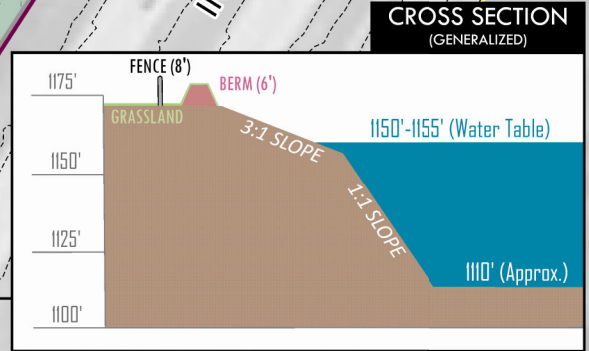 CROSS SECTION
(GENERALIZED)
FENCE (8')
1175'
BERM (6')
GRASSLAND
3:1 SLOPE
1150'-1155' (Water Table)
1150'
1:1 SLOPE
1125'
1110' (Approx.)
1100'